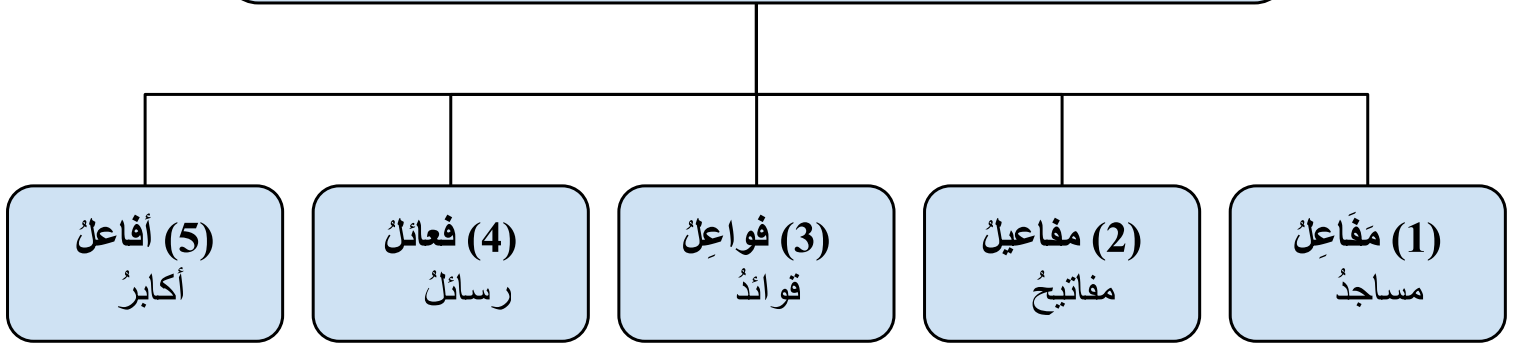 (1) مَفَاعِلُ
مساجدُ
(2) مفاعيلُ
مفاتيحُ
(3) فواعِلُ
قوائدُ
(4) فعائلُ
رسائلُ
(5) أفاعلُ
أكابرُ